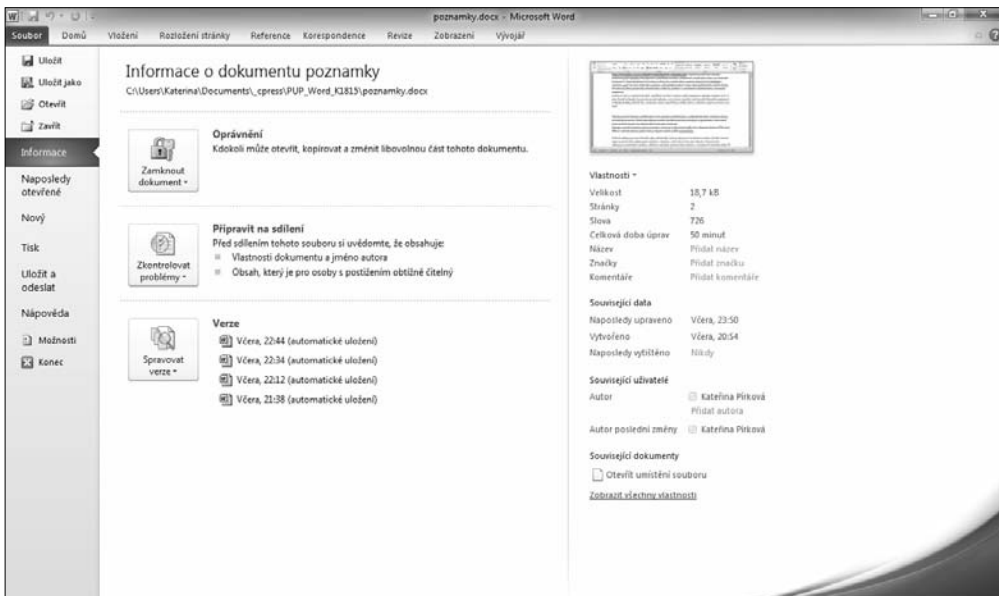 poznamky.docx - Microsoft Word
Soubor Domů Vložení Rozložení stránky Reference Korespondence Revize Zobrazení Vývojář
Uložit
Uložit jako
Otevřít
Zavřít
Informace
Naposledy
otevřené
Nový
Tisk
Uložit a
odeslat
Nápověda
Možnosti
Konec
Informace o dokumentu poznamky
C:\Users\Katerina\Documents\_cpress\PUP_Word_K1815\poznamky.docx
Zamknout
dokument
Oprávnění
Kdokoli může otevřít, kopírovat a změnit libovolnou část tohoto dokumentu.
Zkontrolovat
problémy
Připravit na sdílení
Před sdílením tohoto souboru si uvědomte, že obsahuje:
Vlastnosti dokumentu a jméno autora
Obsah, který je pro osoby s postižením obtížně čitelný
Spravovat
verze
Verze
Včera, 22:44 (automatické uložení)
Včera, 22:34 (automatické uložení)
Včera, 22:12 (automatické uložení)
Včera, 21:38 (automatické uložení)
Vlastnosti
Velikost 18,7 kB
Stránky 2
Slova 726
Celková doba úprav 50 minut
Název Přidat název
Značky Přidat značku
Komentáře Přidat komentáře
Související data
Naposledy upraveno Včera, 23:50
Vytvořeno Včera, 20:54
Naposledy vytištěno Nikdy
Související uživatelé
Autor Kateřina Pírková
Přidat autora
Autor poslední změny Kateřina Pírková
Související dokumenty
Otevřít umístění souboru
Zobrazit všechny vlastnosti